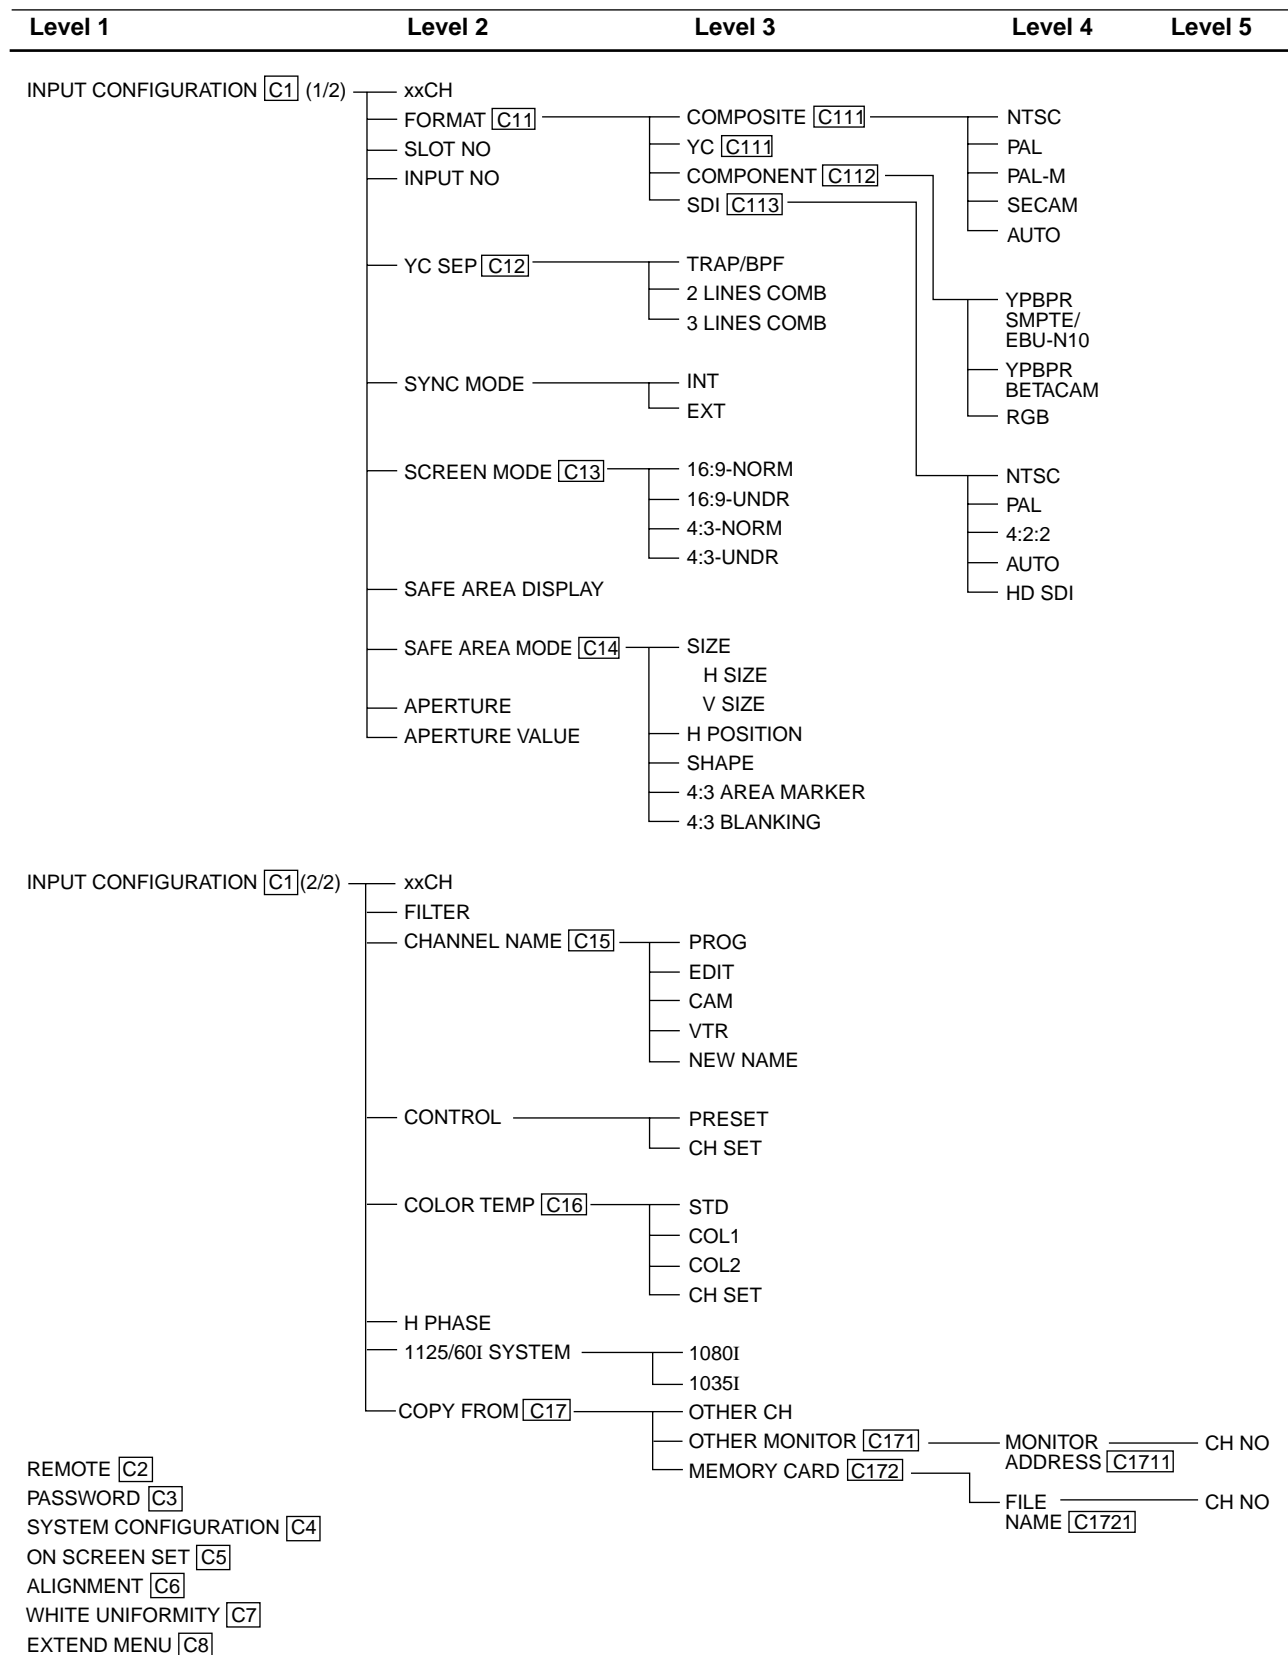 Level 1 Level 2 Level 3 Level 4 Level 5
INPUT CONFIGURATION C1 (1/2) xxCH
FORMAT C11 COMPOSITE C111 NTSC
SLOT NO YC C111 PAL
INPUT NO COMPONENT C112 PAL-M
SDI C113 SECAM
AUTO
YC SEP C12 TRAP/BPF
2 LINES COMB YPBPR
3 LINES COMB SMPTE/
EBU-N10
YPBPR
SYNC MODE INT BETACAM
EXT RGB
SCREEN MODE C13 16:9-NORM NTSC
16:9-UNDR PAL
4:3-NORM 4:2:2
4:3-UNDR AUTO
SAFE AREA DISPLAY HD SDI
SAFE AREA MODE C14 SIZE
H SIZE
APERTURE V SIZE
APERTURE VALUE H POSITION
SHAPE
4:3 AREA MARKER
4:3 BLANKING
INPUT CONFIGURATION C1 (2/2) xxCH
FILTER
CHANNEL NAME C15 PROG
EDIT
CAM
VTR
NEW NAME
CONTROL PRESET
CH SET
COLOR TEMP C16 STD
COL1
COL2
CH SET
H PHASE
1125/60I SYSTEM 1080I
1035I
COPY FROM C17 OTHER CH
OTHER MONITOR C171 MONITOR CH NO
ADDRESS C1711
MEMORY CARD C172
FILE CH NO
NAME C1721
REMOTE C2
PASSWORD C3
SYSTEM CONFIGURATION C4
ON SCREEN SET C5
ALIGNMENT C6
WHITE UNIFORMITY C7
EXTEND MENU C8